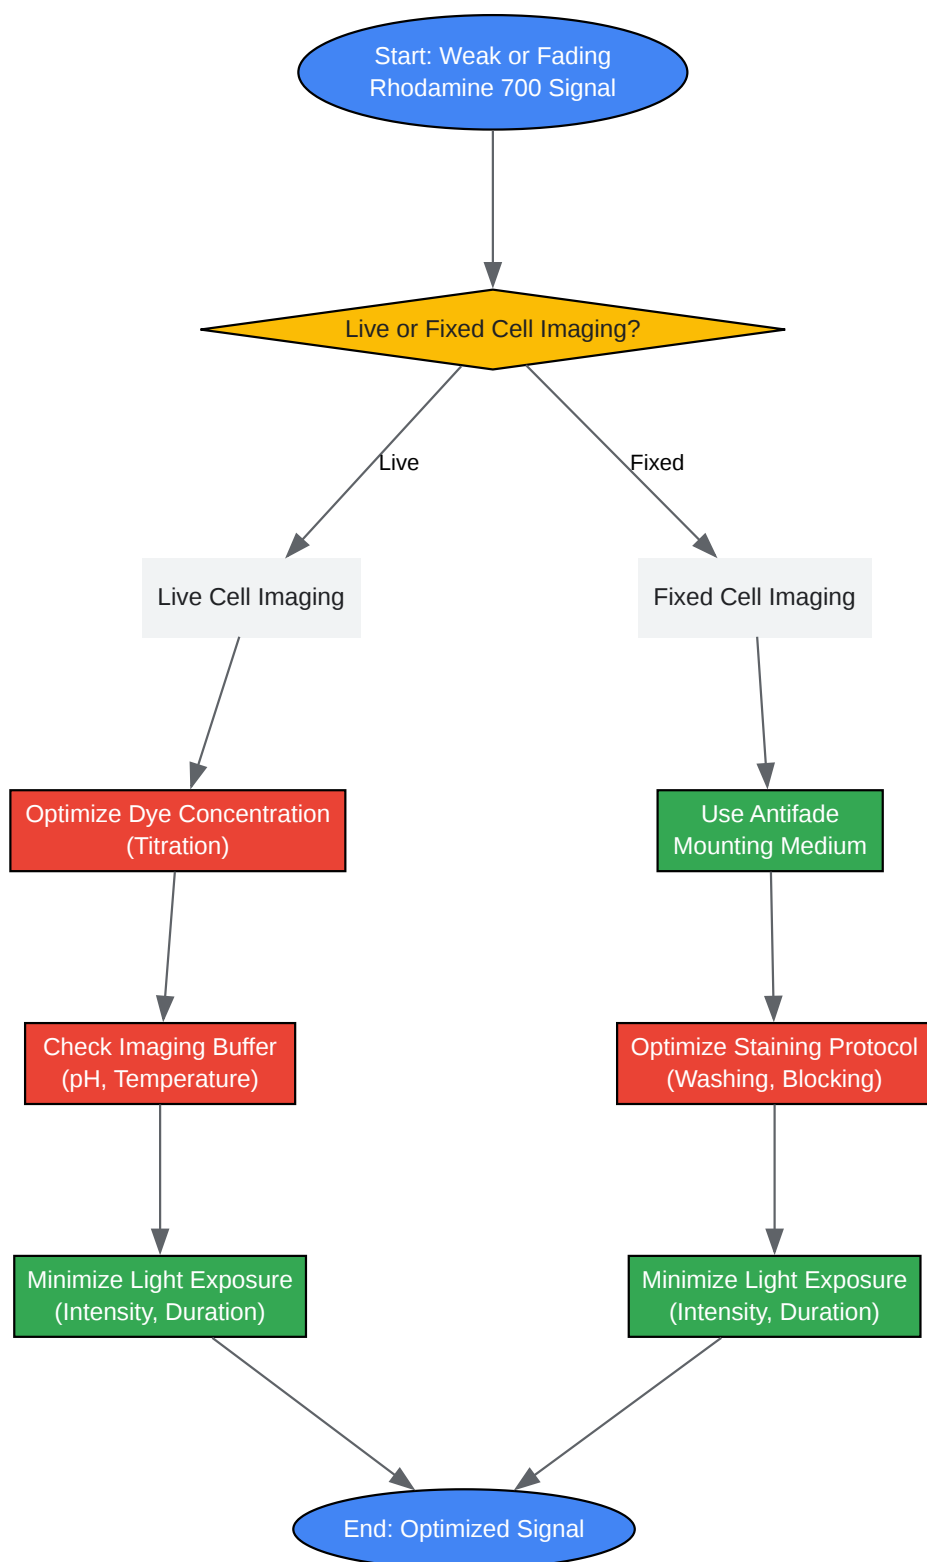 Start: Weak or Fading
Rhodamine 700 Signal
Live or Fixed Cell Imaging?
Live
Fixed
Live Cell Imaging
Fixed Cell Imaging
Optimize Dye Concentration
(Titration)
Use Antifade
Mounting Medium
Check Imaging Buffer
(pH, Temperature)
Optimize Staining Protocol
(Washing, Blocking)
Minimize Light Exposure
(Intensity, Duration)
Minimize Light Exposure
(Intensity, Duration)
End: Optimized Signal